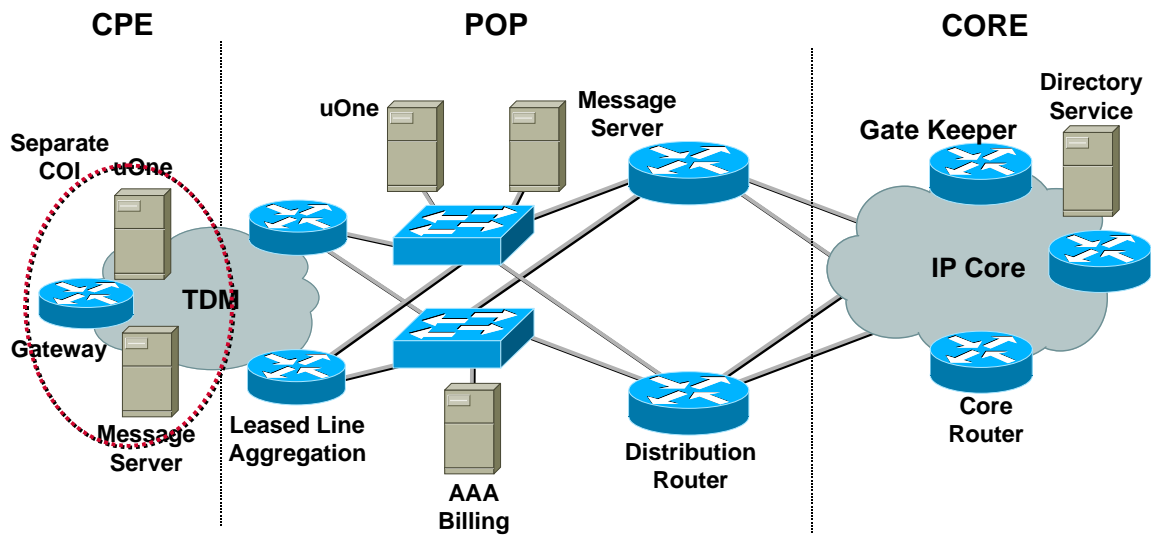 CPE
POP
CORE
Separate
COI
uOne
Gateway
Message
Server
TDM
uOne
Message
Server
Leased Line
Aggregation
AAA
Billing
Distribution
Router
Gate Keeper
Directory
Service
IP Core
Core
Router